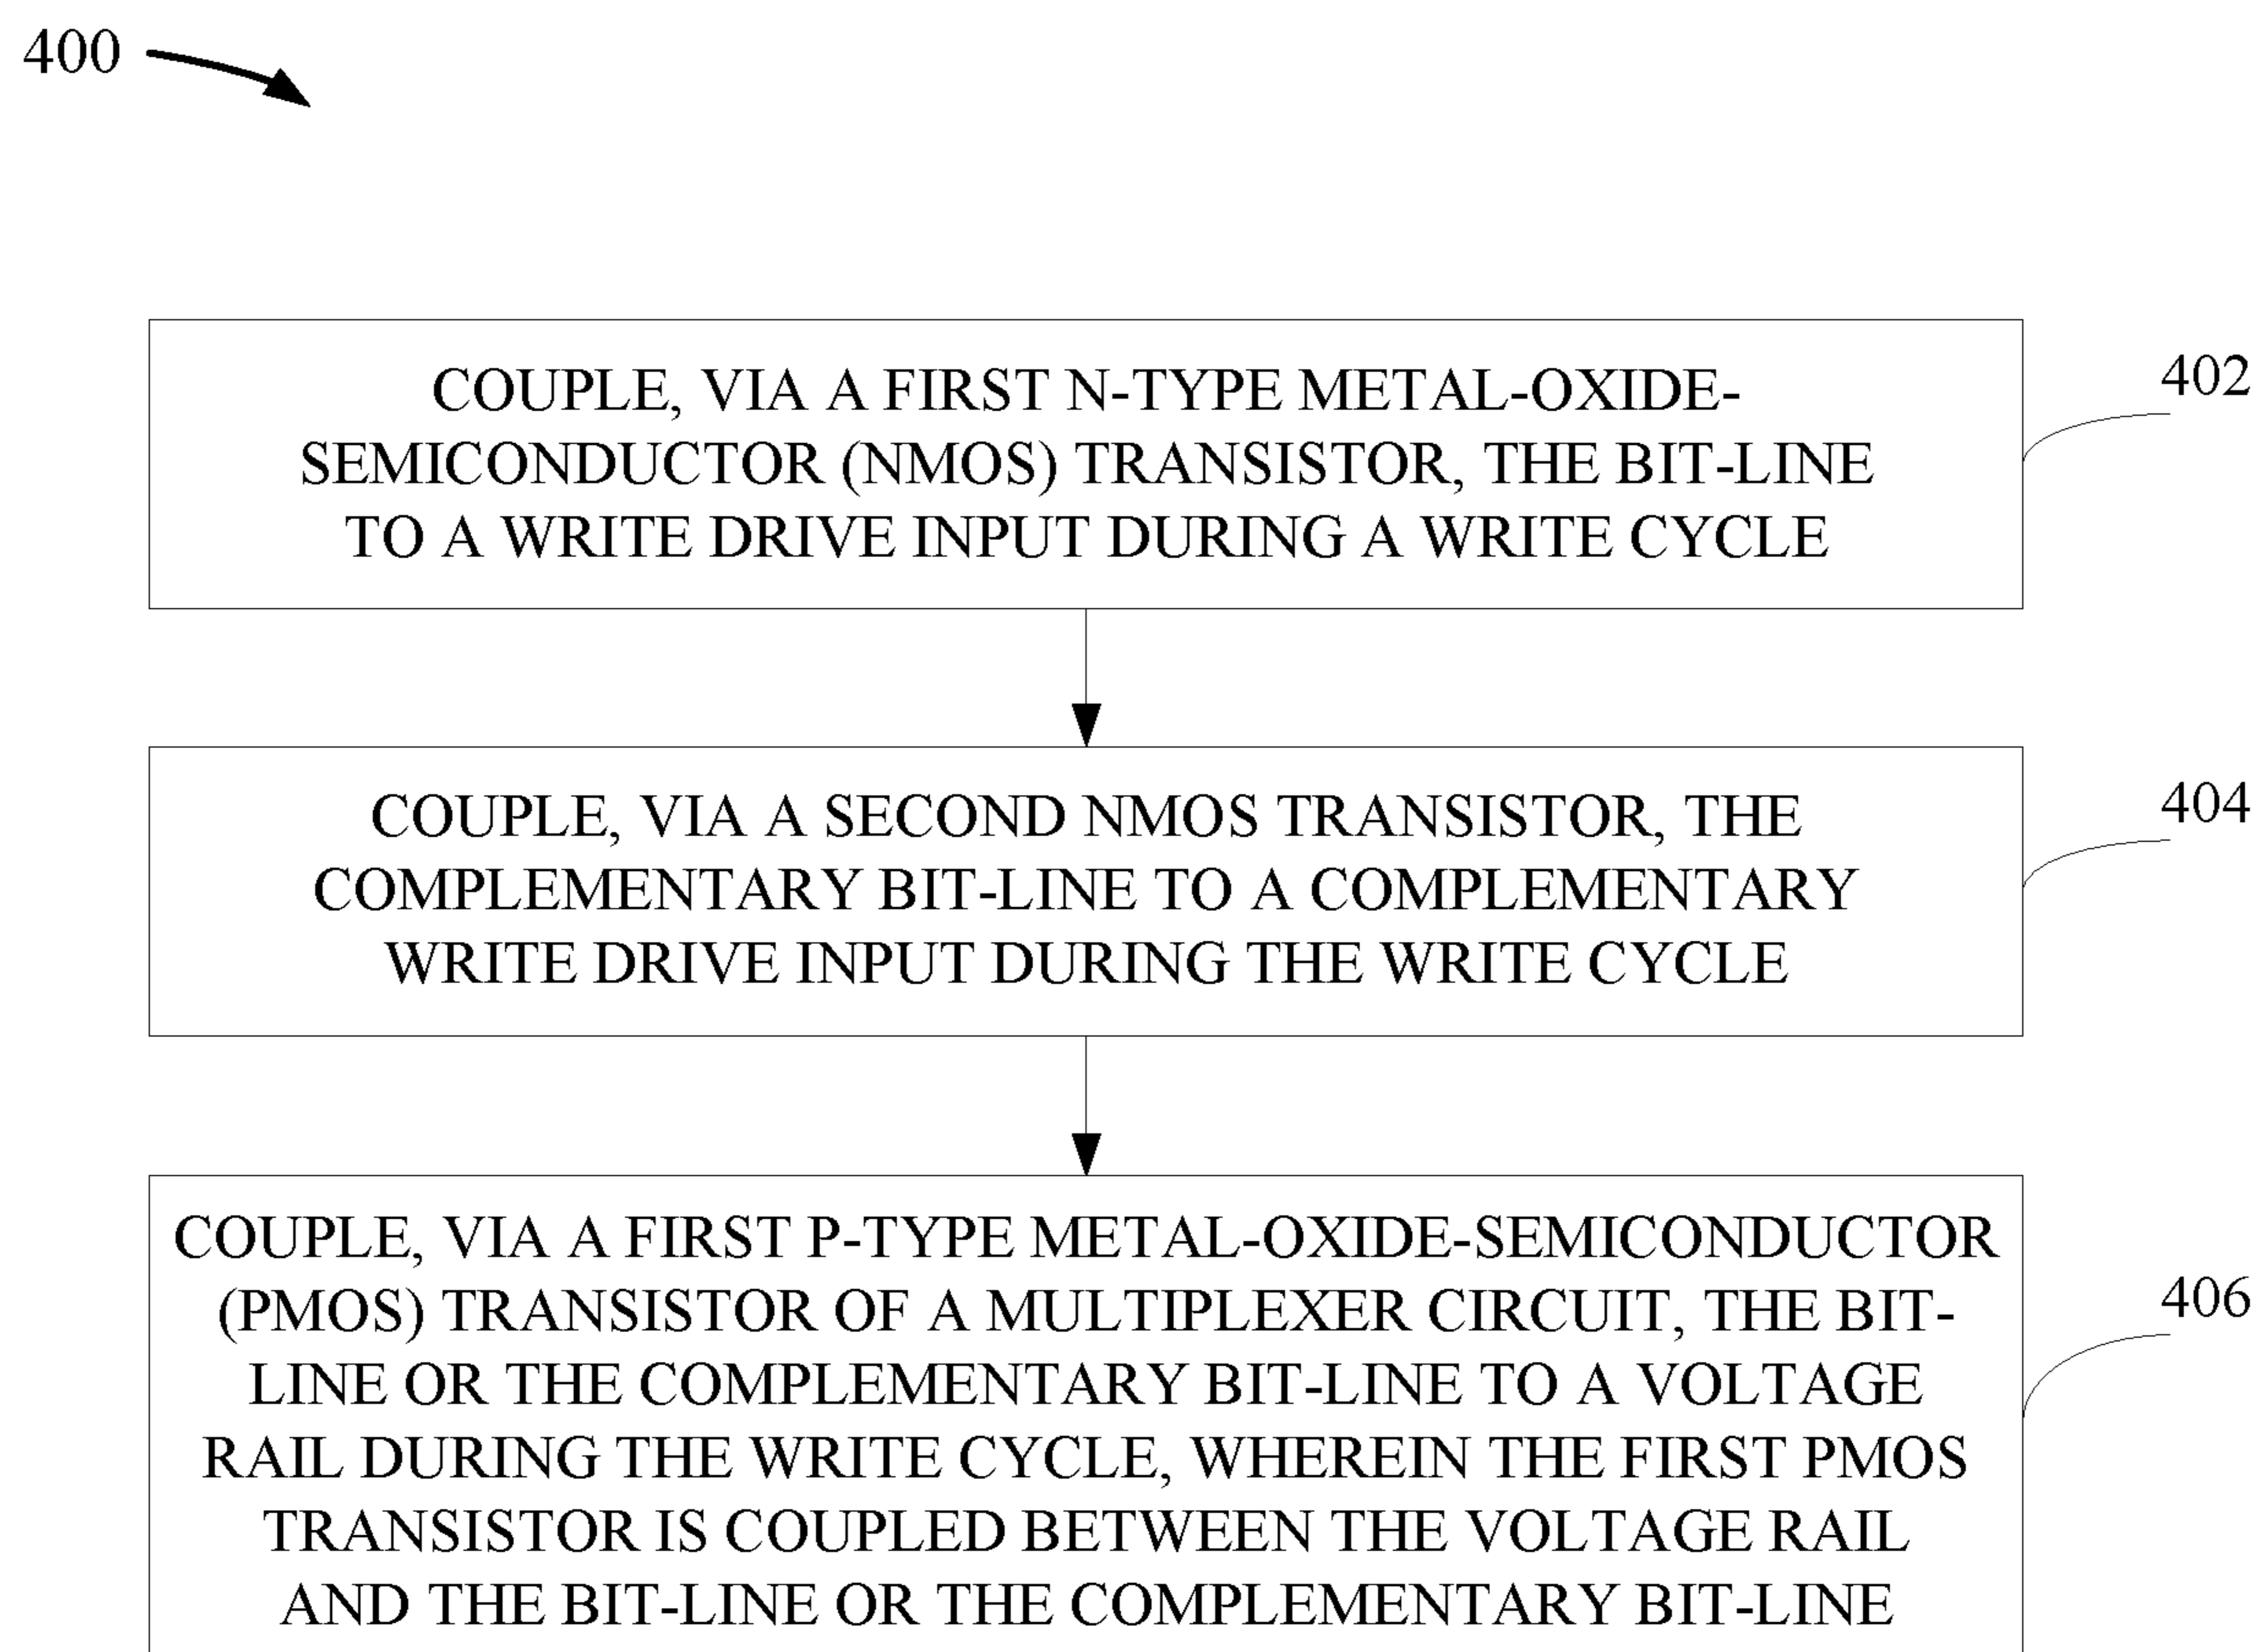 400
COUPLE, VIA A FIRST N-TYPE METAL-OXIDE-
SEMICONDUCTOR (NMOS) TRANSISTOR, THE BIT-LINE
TO A WRITE DRIVE INPUT DURING A WRITE CYCLE
402
COUPLE, VIA A SECOND NMOS TRANSISTOR, THE
COMPLEMENTARY BIT-LINE TO A COMPLEMENTARY
WRITE DRIVE INPUT DURING THE WRITE CYCLE
404
COUPLE, VIA A FIRST P-TYPE METAL-OXIDE-SEMICONDUCTOR
(PMOS) TRANSISTOR OF A MULTIPLEXER CIRCUIT, THE BIT-
LINE OR THE COMPLEMENTARY BIT-LINE TO A VOLTAGE
RAIL DURING THE WRITE CYCLE, WHEREIN THE FIRST PMOS
TRANSISTOR IS COUPLED BETWEEN THE VOLTAGE RAIL
AND THE BIT-LINE OR THE COMPLEMENTARY BIT-LINE
406